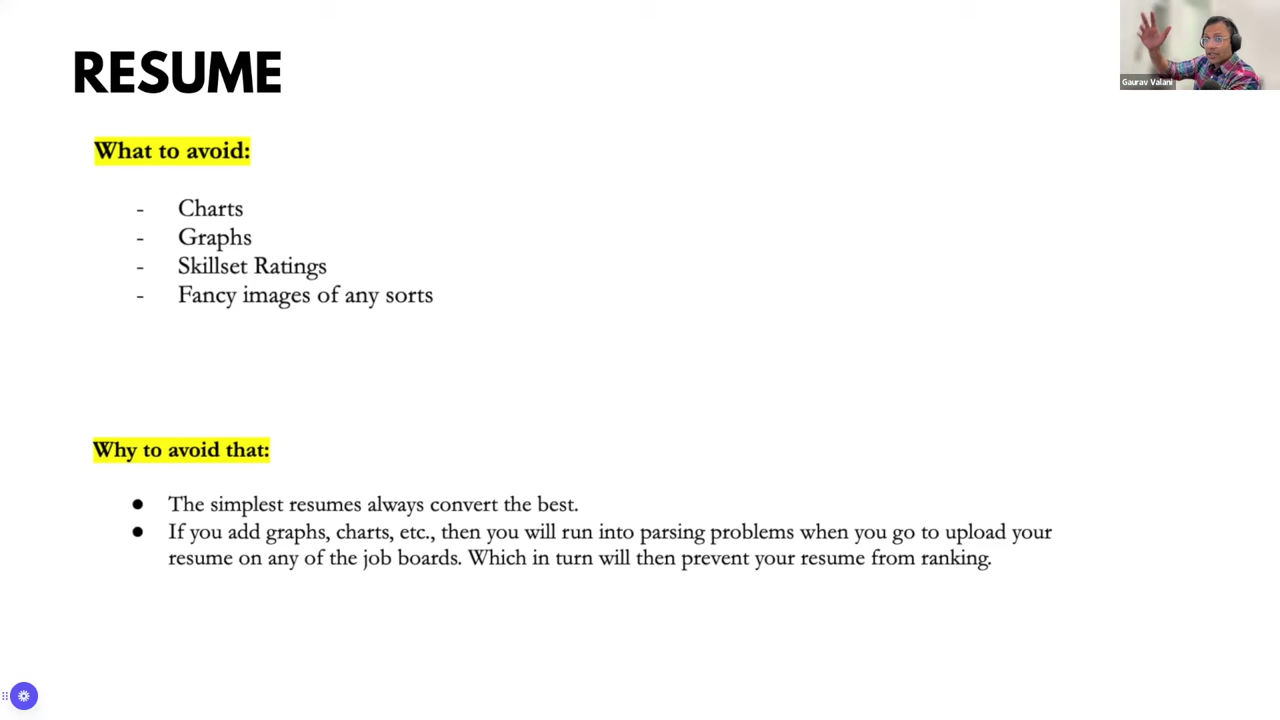 RESUME
Gaurav Valani
What to avoid:
- Charts
- Graphs
- Skillset Ratings
- Fancy images of any sorts
Why to avoid that:
● The simplest resumes always convert the best.
● If you add graphs, charts, etc., then you will run into parsing problems when you go to upload your
resume on any of the job boards. Which in turn will then prevent your resume from ranking.